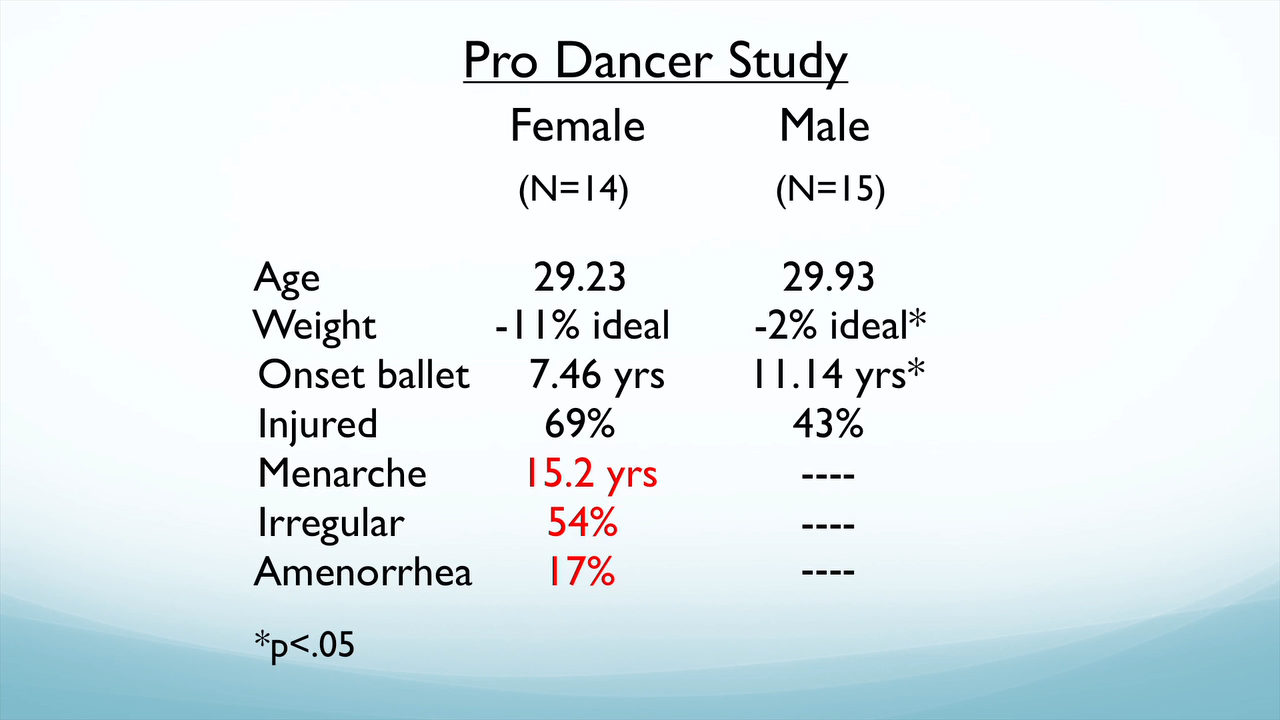 Pro Dancer Study
Female Male
(N=14) (N=15)
Age 29.23 29.93
Weight -11% ideal -2% ideal*
Onset ballet 7.46 yrs 11.14 yrs*
Injured 69% 43%
Menarche 15.2 yrs ----
Irregular 54% ----
Amenorrhea 17% ----
*p<.05